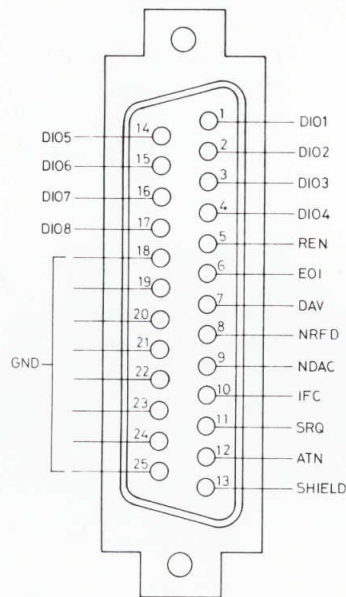 1 DIO1
14 DIO5
2 DIO2
15 DIO6
3 DIO3
16 DIO7
4 DIO4
17 DIO8
5 REN
18
6 EOI
19
7 DAV
20
8 NRFD
21
9 NDAC
GND
22
10 IFC
23
11 SRQ
24
12 ATN
25
13 SHIELD